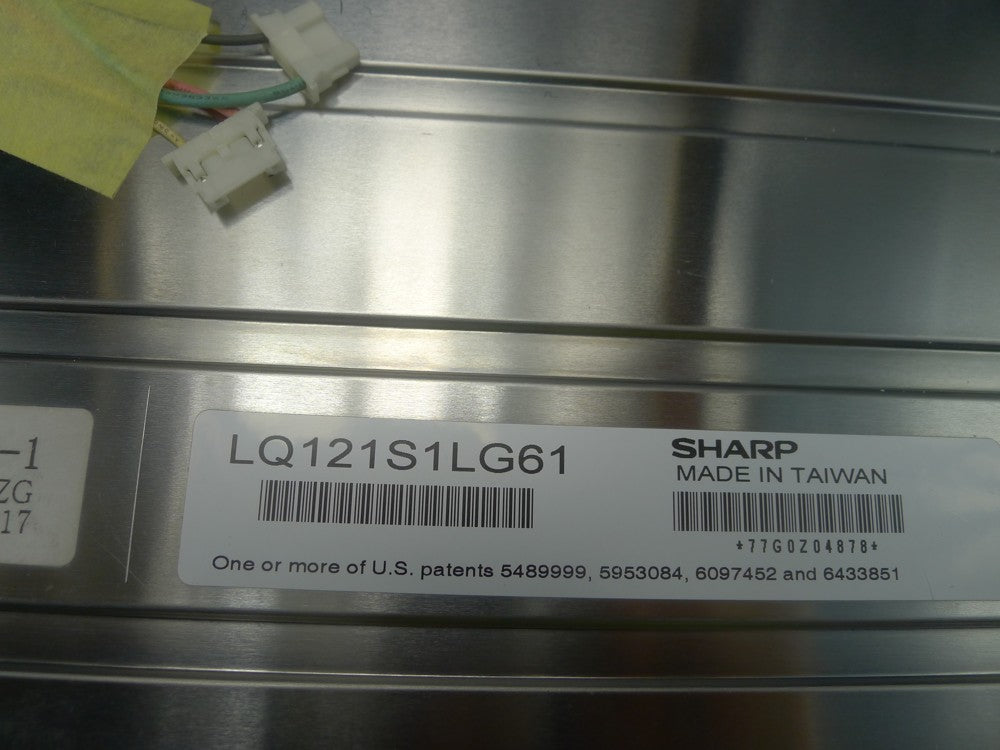 -1
ZG
17
LQ121S1LG61
SHARP
MADE IN TAIWAN
*77G0Z04878*
One or more of U.S. patents 5489999, 5953084, 6097452 and 6433851